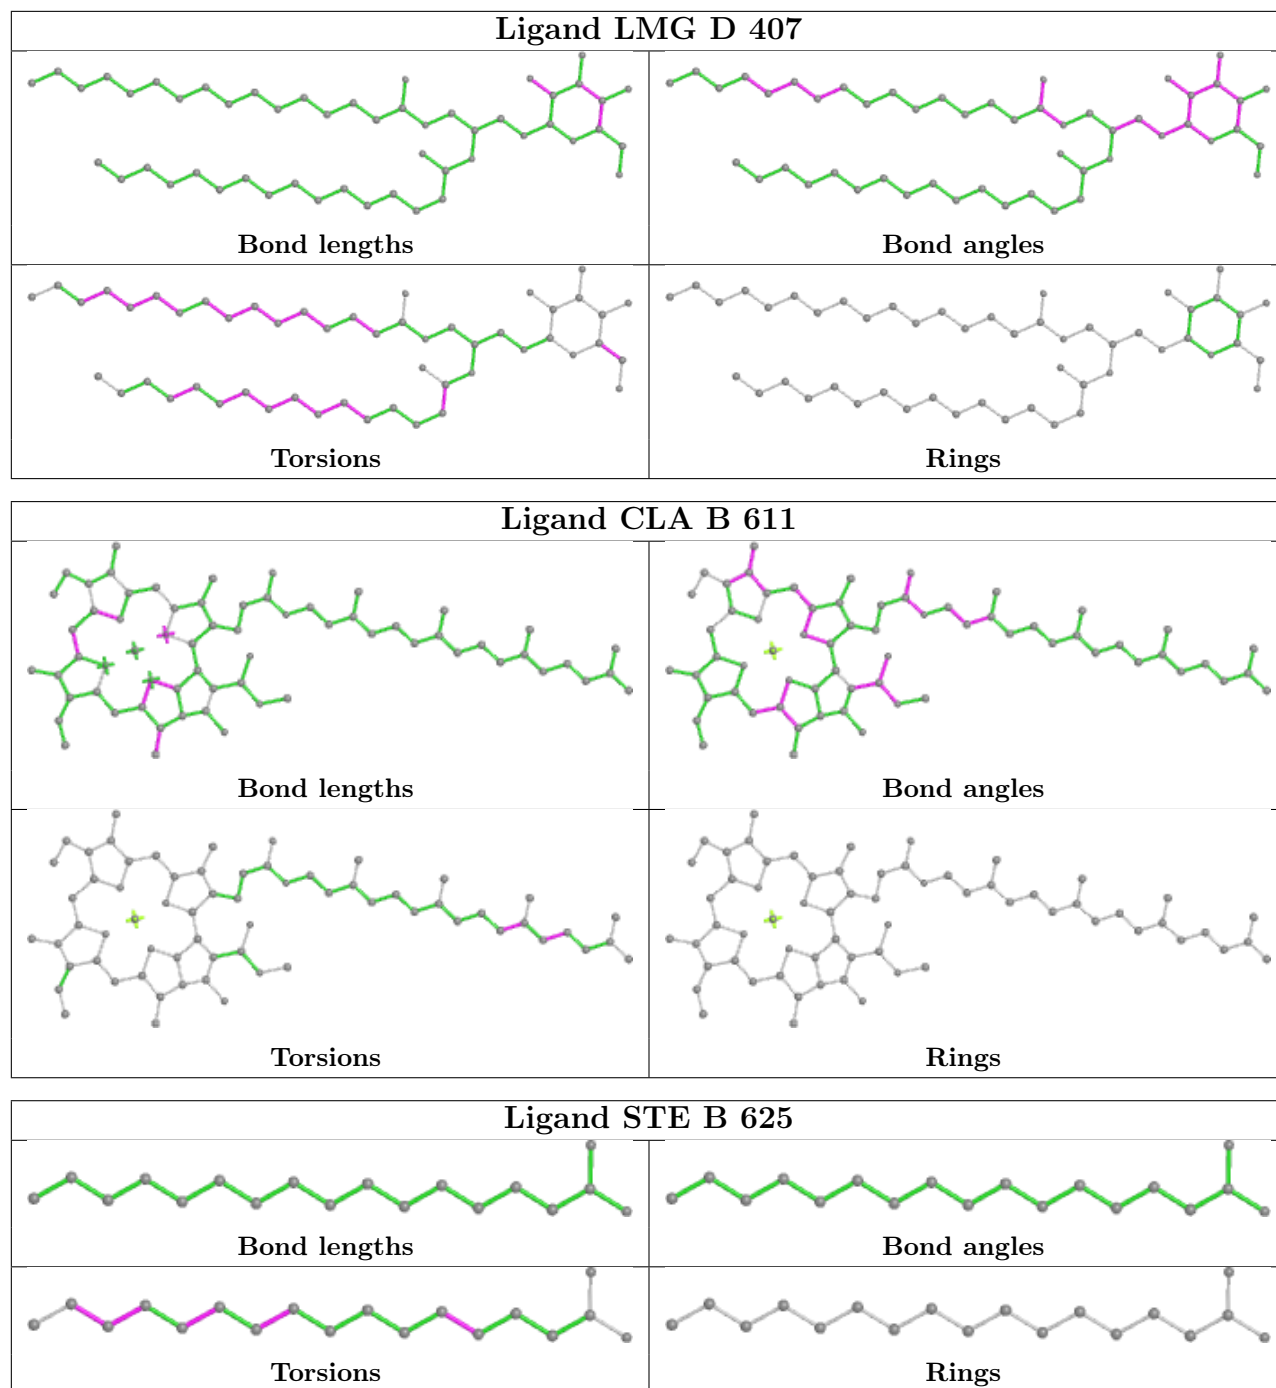 Ligand LMG D 407
Bond lengths
Bond angles
Torsions
Rings
Ligand CLA B 611
Bond lengths
Bond angles
Torsions
Rings
Ligand STE B 625
Bond lengths
Bond angles
Torsions
Rings